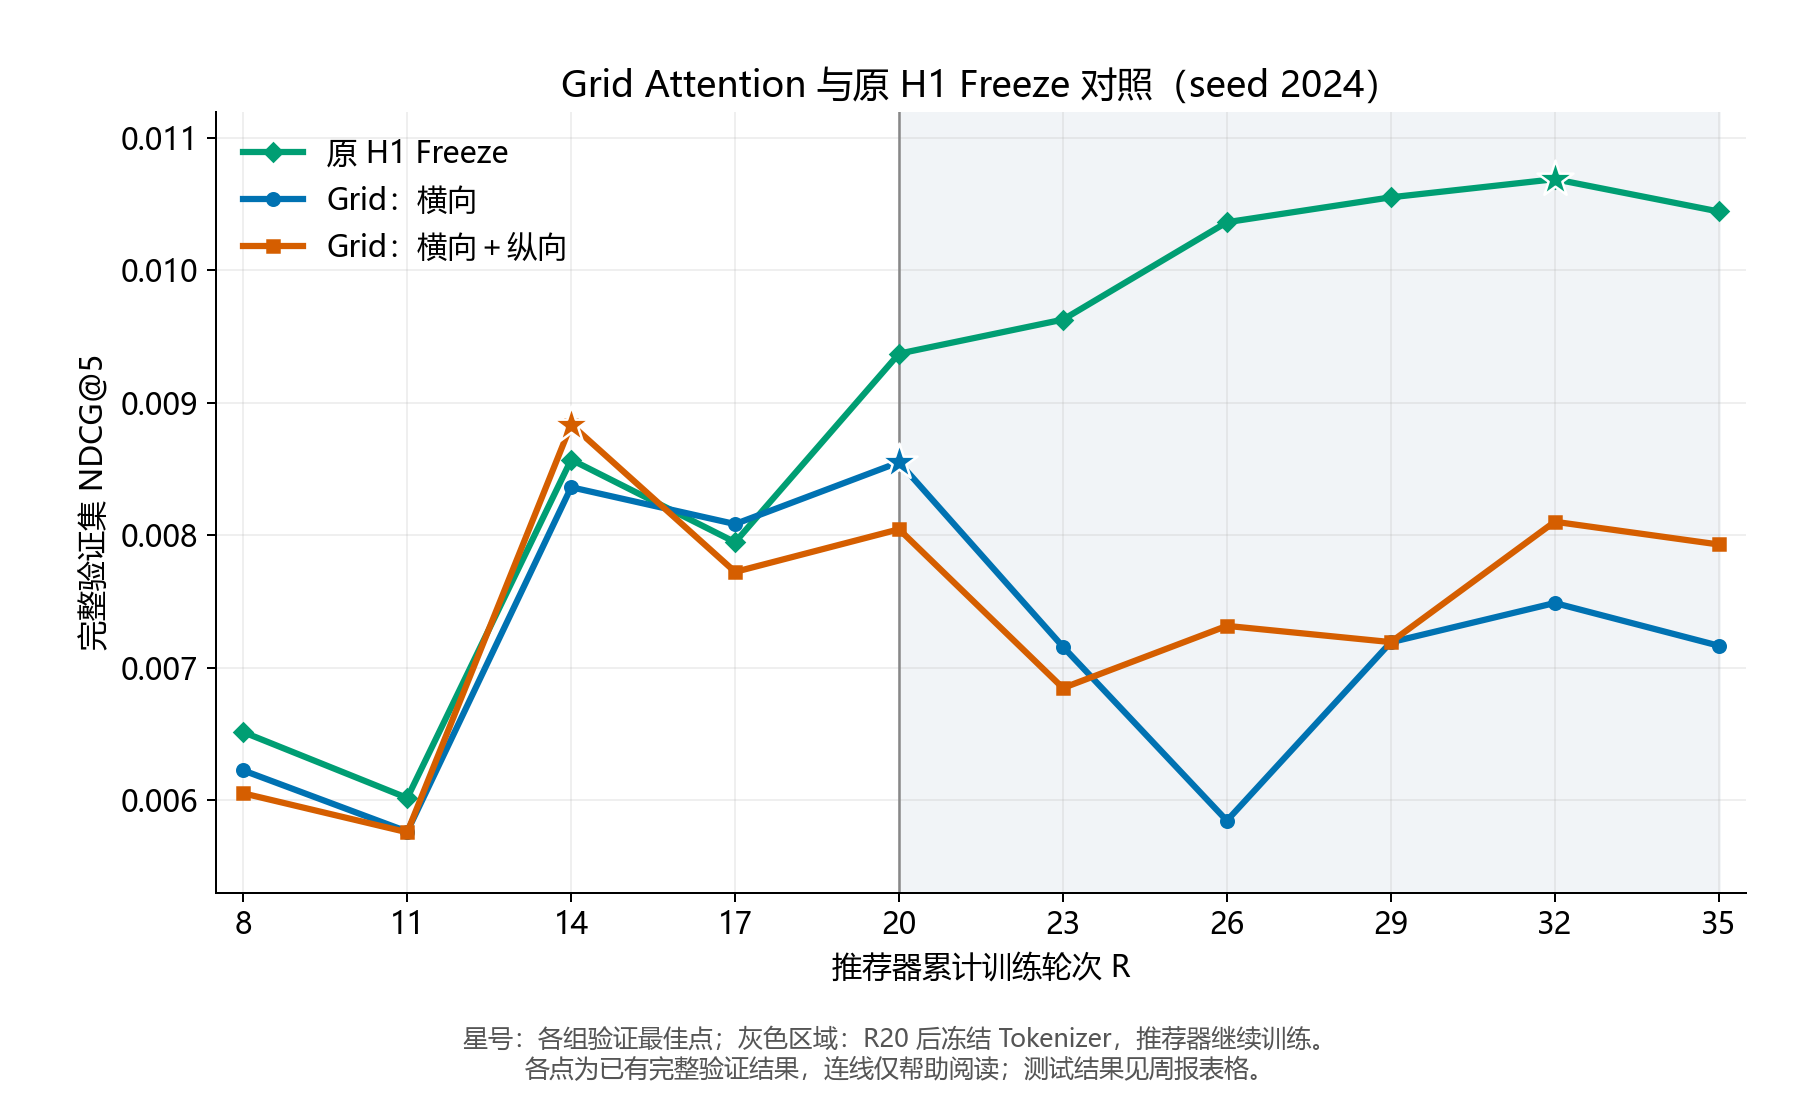 Grid Attention 与原 H1 Freeze 对照（seed 2024）
原 H1 Freeze
Grid：横向
Grid：横向＋纵向
0.011
0.010
0.009
0.008
0.007
0.006
完整验证集 NDCG@5
8 11 14 17 20 23 26 29 32 35
推荐器累计训练轮次 R
星号：各组验证最佳点；灰色区域：R20 后冻结 Tokenizer，推荐器继续训练。
各点为已有完整验证结果，连线仅帮助阅读；测试结果见周报表格。